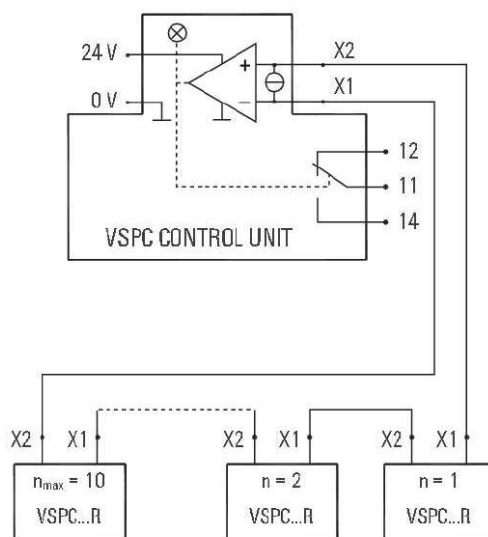 24 V
0 V
+
−
X2
X1
12
11
14
VSPC CONTROL UNIT
X2 X1 X2 X1 X2 X1
nmax = 10 n = 2 n = 1
VSPC...R VSPC...R VSPC...R